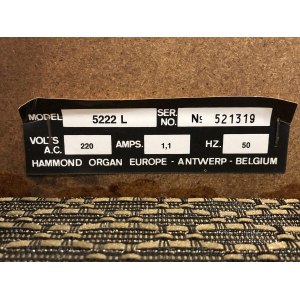 MODEL 5222 L SER. NO. № 521319
VOLTS A.C. 220 AMPS. 1,1 HZ. 50
HAMMOND ORGAN EUROPE - ANTWERP - BELGIUM